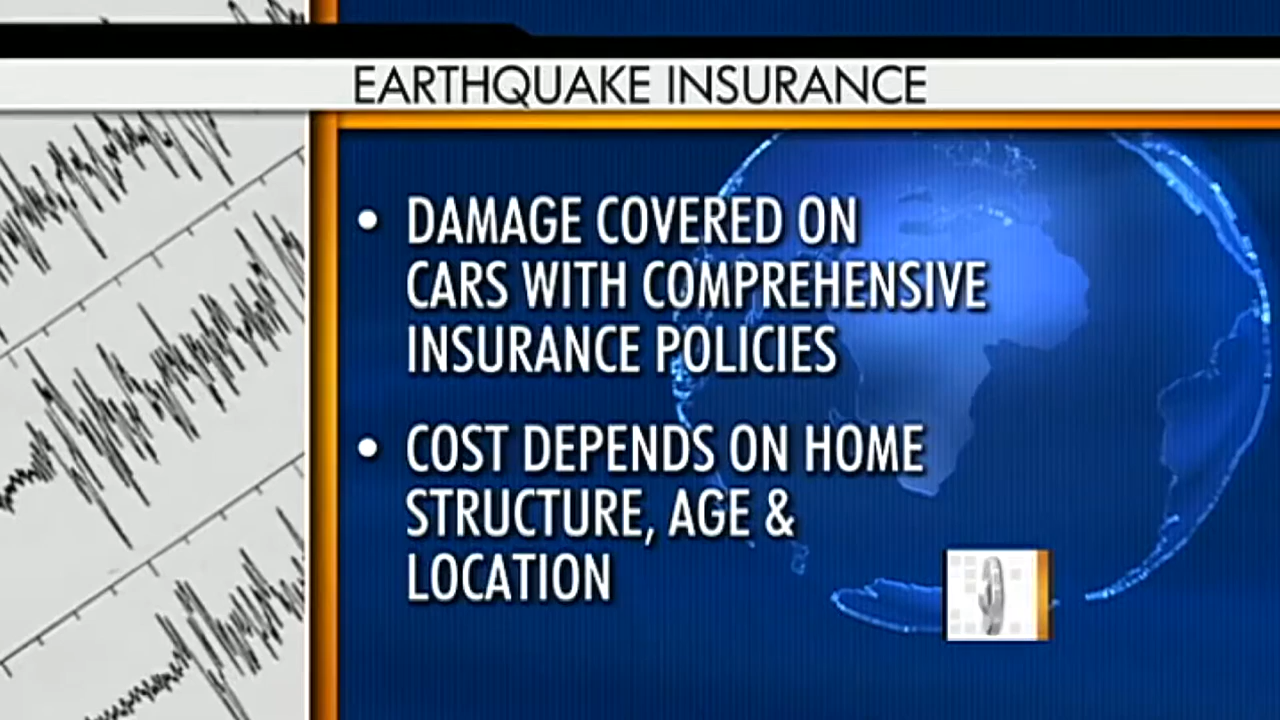 EARTHQUAKE INSURANCE
• DAMAGE COVERED ON
CARS WITH COMPREHENSIVE
INSURANCE POLICIES
• COST DEPENDS ON HOME
STRUCTURE, AGE &
LOCATION